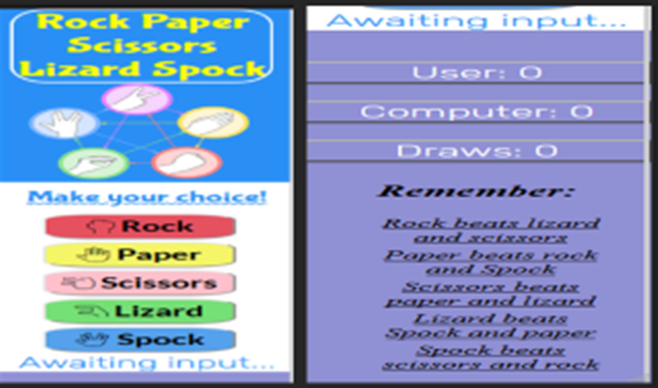 Rock Paper
Scissors
Lizard Spock
Make your choice!
Rock
Paper
Scissors
Lizard
Spock
Awaiting input...
Awaiting input...
User: 0
Computer: 0
Draws: 0
Remember:
Rock beats lizard
and scissors
Paper beats rock
and Spock
Scissors beats
paper and lizard
Lizard beats
Spock and paper
Spock beats
scissors and rock